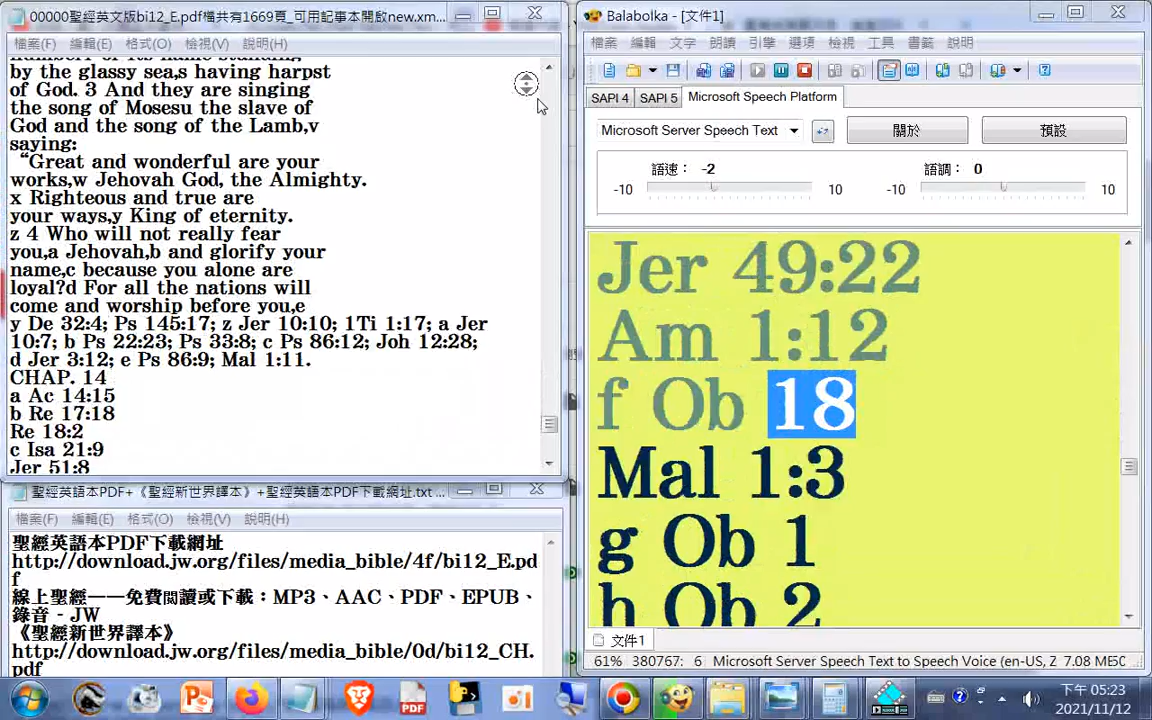 00000聖經英文版bi12_E.pdf檔共有1669頁_可用記事本開啟new.xm...
檔案(F) 編輯(E) 格式(O) 檢視(V) 說明(H)
by the glassy sea,s having harpst
of God. 3 And they are singing
the song of Mosesu the slave of
God and the song of the Lamb,v
saying:
“Great and wonderful are your
works,w Jehovah God, the Almighty.
x Righteous and true are
your ways,y King of eternity.
z 4 Who will not really fear
you,a Jehovah,b and glorify your
name,c because you alone are
loyal?d For all the nations will
come and worship before you,e
y De 32:4; Ps 145:17; z Jer 10:10; 1Ti 1:17; a Jer
10:7; b Ps 22:23; Ps 33:8; c Ps 86:12; Joh 12:28;
d Jer 3:12; e Ps 86:9; Mal 1:11.
CHAP. 14
a Ac 14:15
b Re 17:18
Re 18:2
c Isa 21:9
Jer 51:8
聖經英語本PDF+《聖經新世界譯本》+聖經英語本PDF下載網址.txt ...
檔案(F) 編輯(E) 格式(O) 檢視(V) 說明(H)
聖經英語本PDF下載網址
http://download.jw.org/files/media_bible/4f/bi12_E.pd
f
線上聖經——免費閱讀或下載：MP3、AAC、PDF、EPUB、
錄音 - JW
《聖經新世界譯本》
http://download.jw.org/files/media_bible/0d/bi12_CH.
pdf
Balabolka - [文件1]
檔案 編輯 文字 朗讀 引擎 選項 檢視 工具 書籤 說明
SAPI 4 SAPI 5 Microsoft Speech Platform
Microsoft Server Speech Text 關於 預設
語速： -2 語調： 0
-10 10 -10 10
Jer 49:22
Am 1:12
f Ob 18
Mal 1:3
g Ob 1
h Ob 2
文件1
61% 380767: 6 Microsoft Server Speech Text to Speech Voice (en-US, Z 7.08 MB
下午 05:23
2021/11/12